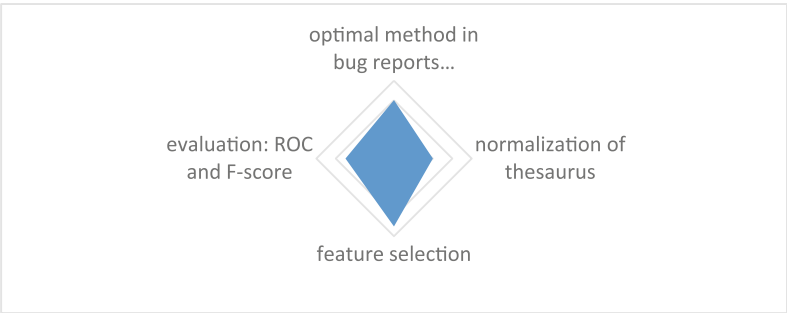 optimal method in
bug reports…
evaluation: ROC
and F-score
normalization of
thesaurus
feature selection